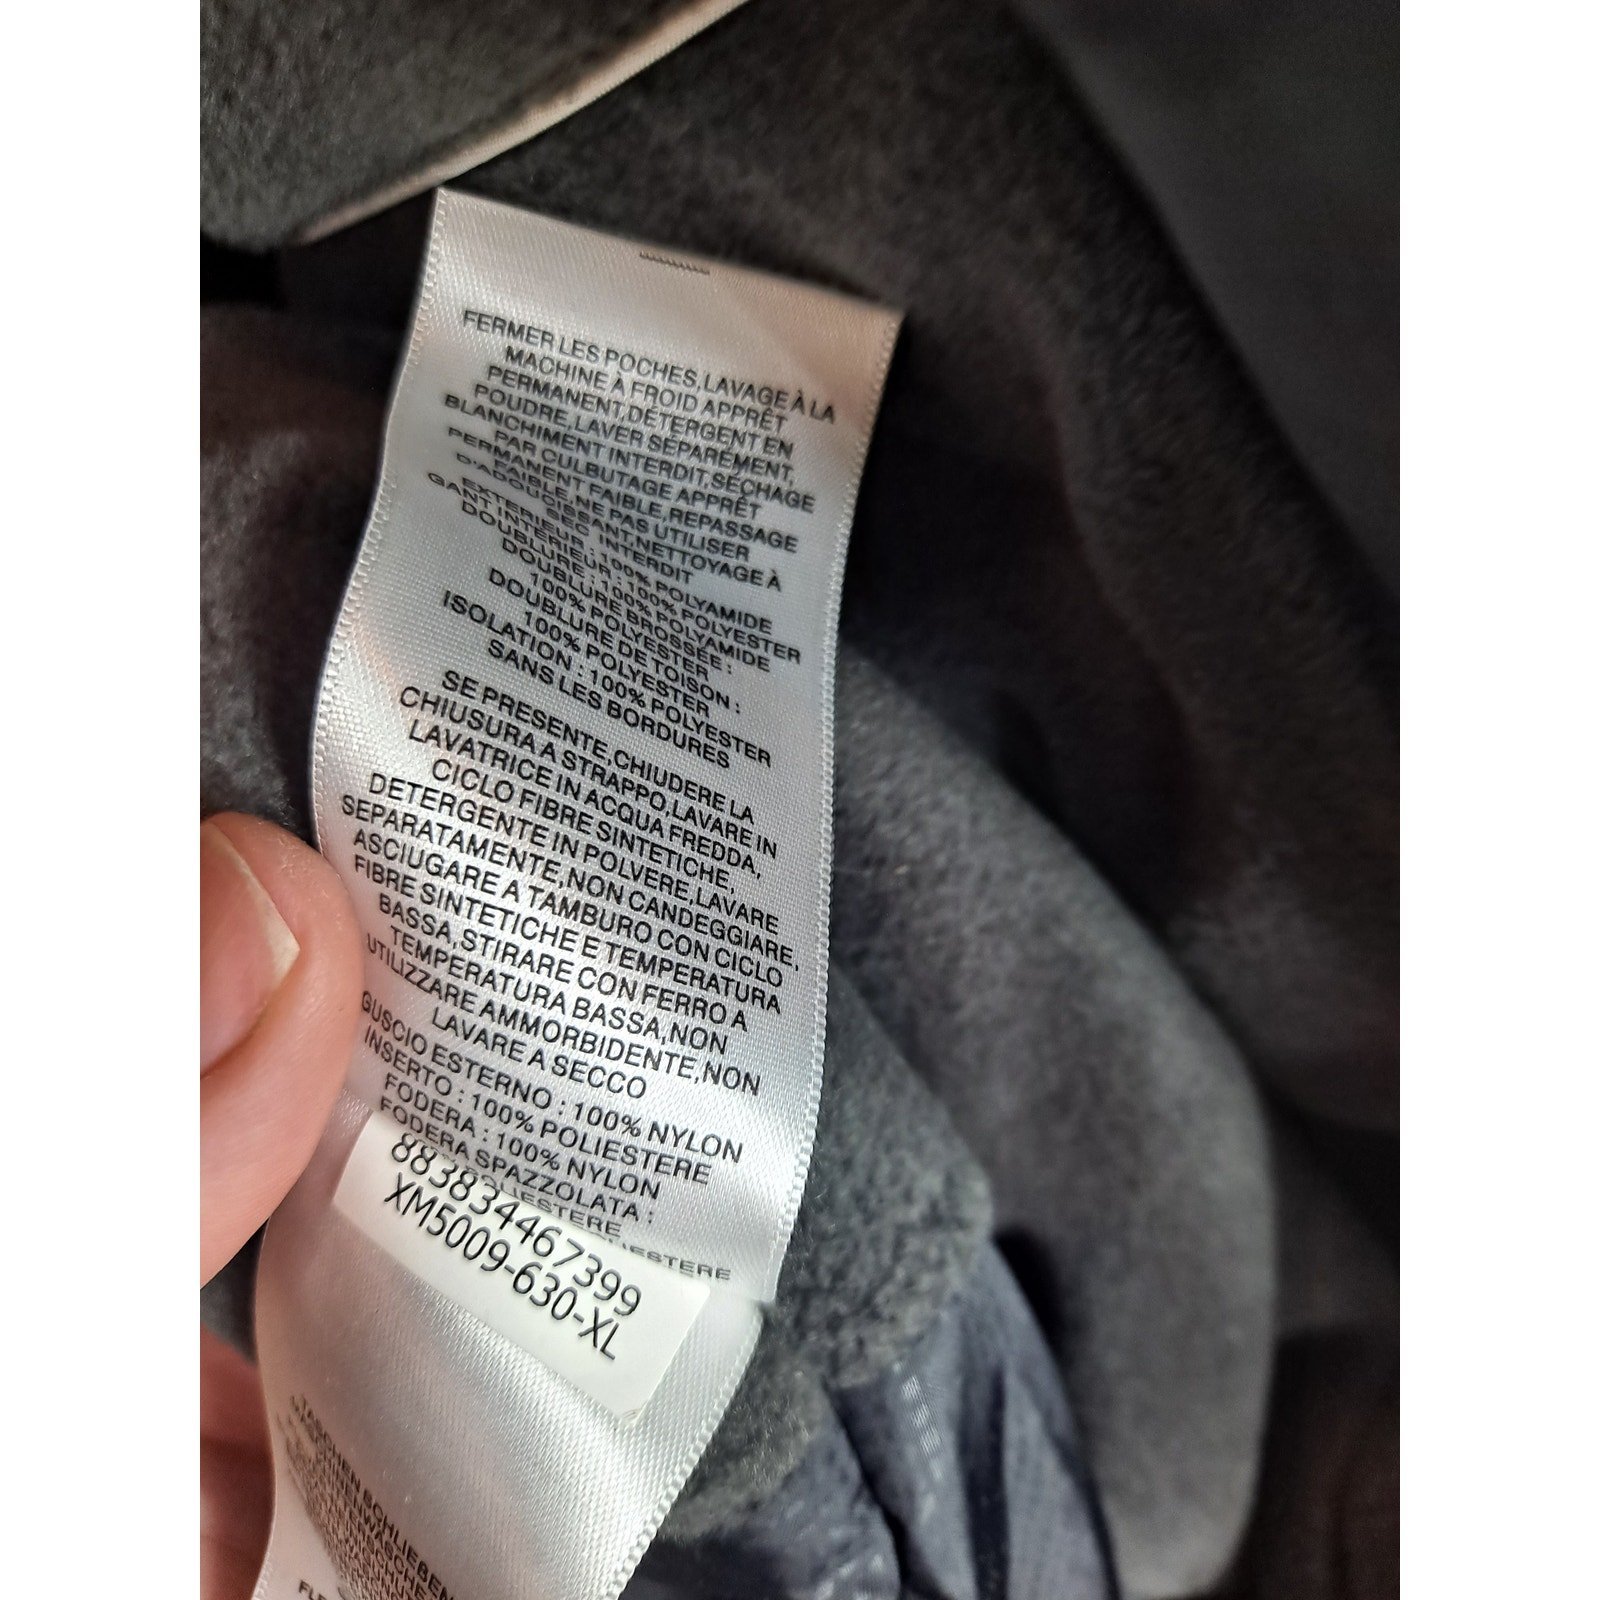 FERMER LES POCHES,LAVAGE À LA
MACHINE À FROID APPRÊT
PERMANENT,DÉTERGENT EN
POUDRE,LAVER SÉPARÉMENT,
BLANCHIMENT INTERDIT,SÉCHAGE
PAR CULBUTAGE APPRÊT
PERMANENT FAIBLE,REPASSAGE
FAIBLE,NE PAS UTILISER
D'ADOUCISSANT,NETTOYAGE À
SEC INTERDIT
EXTERIEUR : 100% POLYAMIDE
GANT INTERIEUR : 100% POLYESTER
DOUBLURE : 100% POLYAMIDE
DOUBLURE BROSSÉE :
100% POLYESTER
DOUBLURE DE TOISON :
100% POLYESTER
ISOLATION : 100% POLYESTER
SANS LES BORDURES
SE PRESENTE,CHIUDERE LA
CHIUSURA A STRAPPO,LAVARE IN
LAVATRICE IN ACQUA FREDDA,
CICLO FIBRE SINTETICHE,
DETERGENTE IN POLVERE,LAVARE
SEPARATAMENTE,NON CANDEGGIARE,
ASCIUGARE A TAMBURO CON CICLO
FIBRE SINTETICHE E TEMPERATURA
BASSA,STIRARE CON FERRO A
TEMPERATURA BASSA,NON
UTILIZZARE AMMORBIDENTE,NON
LAVARE A SECCO
GUSCIO ESTERNO : 100% NYLON
INSERTO : 100% POLIESTERE
FODERA : 100% NYLON
FODERA SPAZZOLATA :
883834467399
XM5009-630-XL
TASCHEN SCHLIEßEN